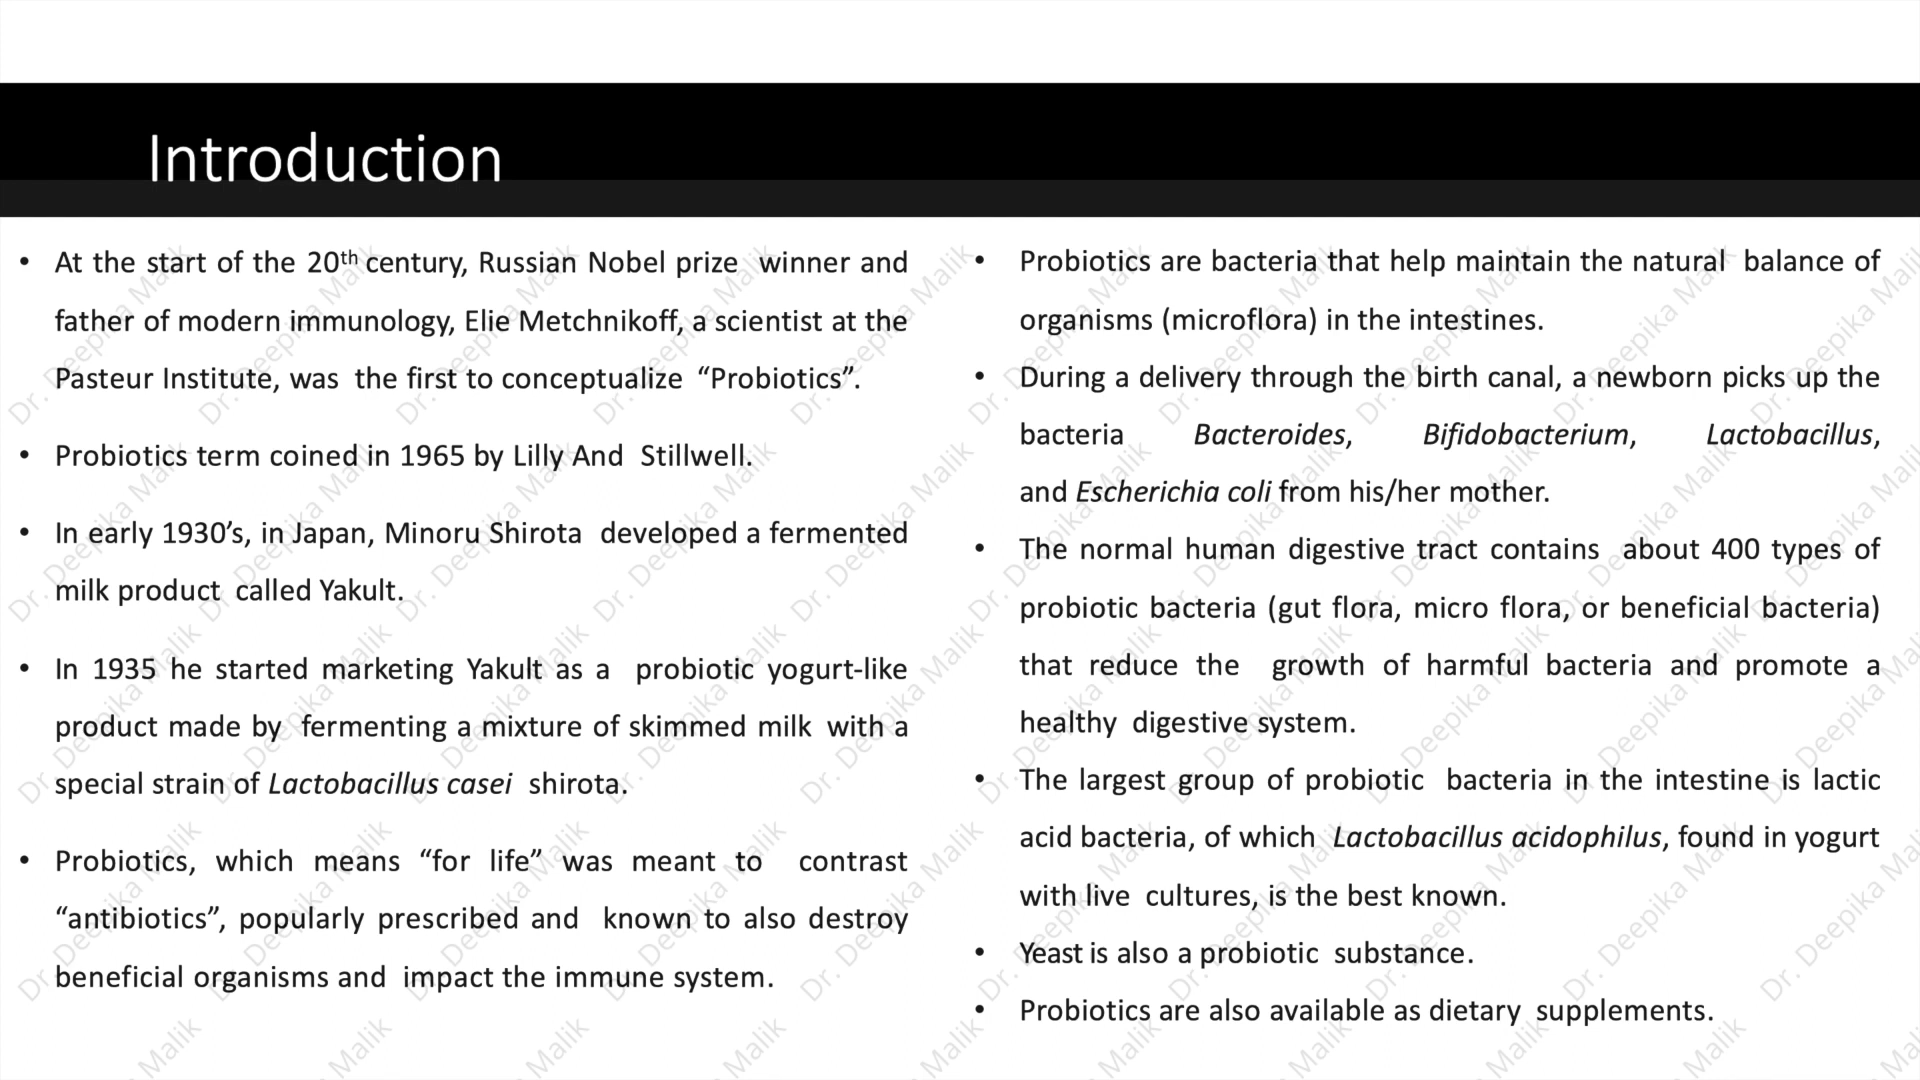 Introduction
• At the start of the 20th century, Russian Nobel prize winner and
father of modern immunology, Elie Metchnikoff, a scientist at the
Pasteur Institute, was the first to conceptualize “Probiotics”.
• Probiotics term coined in 1965 by Lilly And Stillwell.
• In early 1930’s, in Japan, Minoru Shirota developed a fermented
milk product called Yakult.
• In 1935 he started marketing Yakult as a probiotic yogurt-like
product made by fermenting a mixture of skimmed milk with a
special strain of Lactobacillus casei shirota.
• Probiotics, which means “for life” was meant to contrast
“antibiotics”, popularly prescribed and known to also destroy
beneficial organisms and impact the immune system.
• Probiotics are bacteria that help maintain the natural balance of
organisms (microflora) in the intestines.
• During a delivery through the birth canal, a newborn picks up the
bacteria Bacteroides, Bifidobacterium, Lactobacillus,
and Escherichia coli from his/her mother.
• The normal human digestive tract contains about 400 types of
probiotic bacteria (gut flora, micro flora, or beneficial bacteria)
that reduce the growth of harmful bacteria and promote a
healthy digestive system.
• The largest group of probiotic bacteria in the intestine is lactic
acid bacteria, of which Lactobacillus acidophilus, found in yogurt
with live cultures, is the best known.
• Yeast is also a probiotic substance.
• Probiotics are also available as dietary supplements.
Dr. Deepika Malik